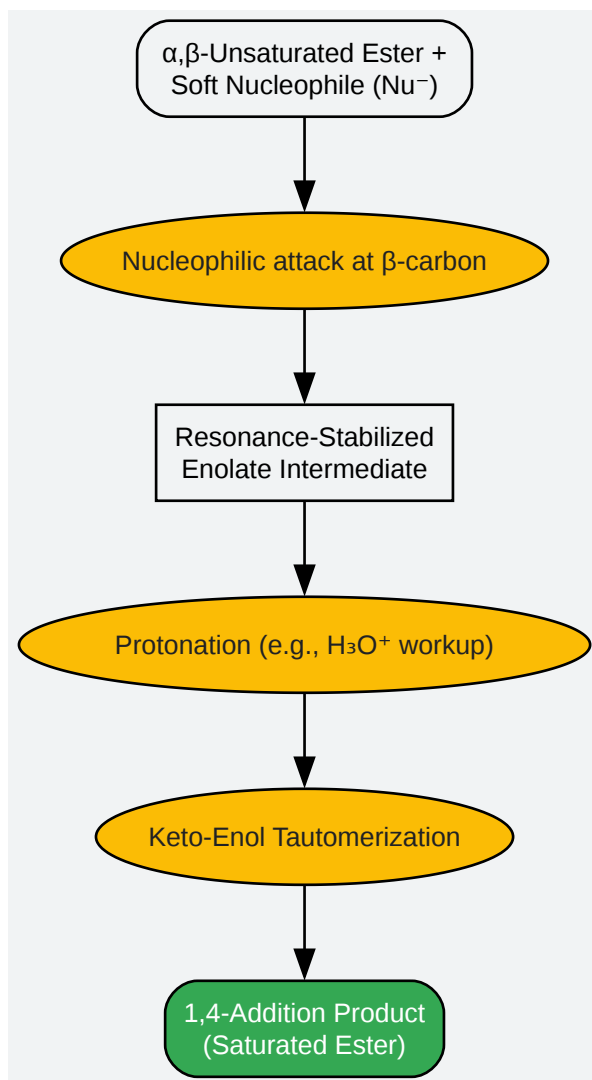 α,β-Unsaturated Ester +
Soft Nucleophile (Nu⁻)
Nucleophilic attack at β-carbon
Resonance-Stabilized
Enolate Intermediate
Protonation (e.g., H₃O⁺ workup)
Keto-Enol Tautomerization
1,4-Addition Product
(Saturated Ester)